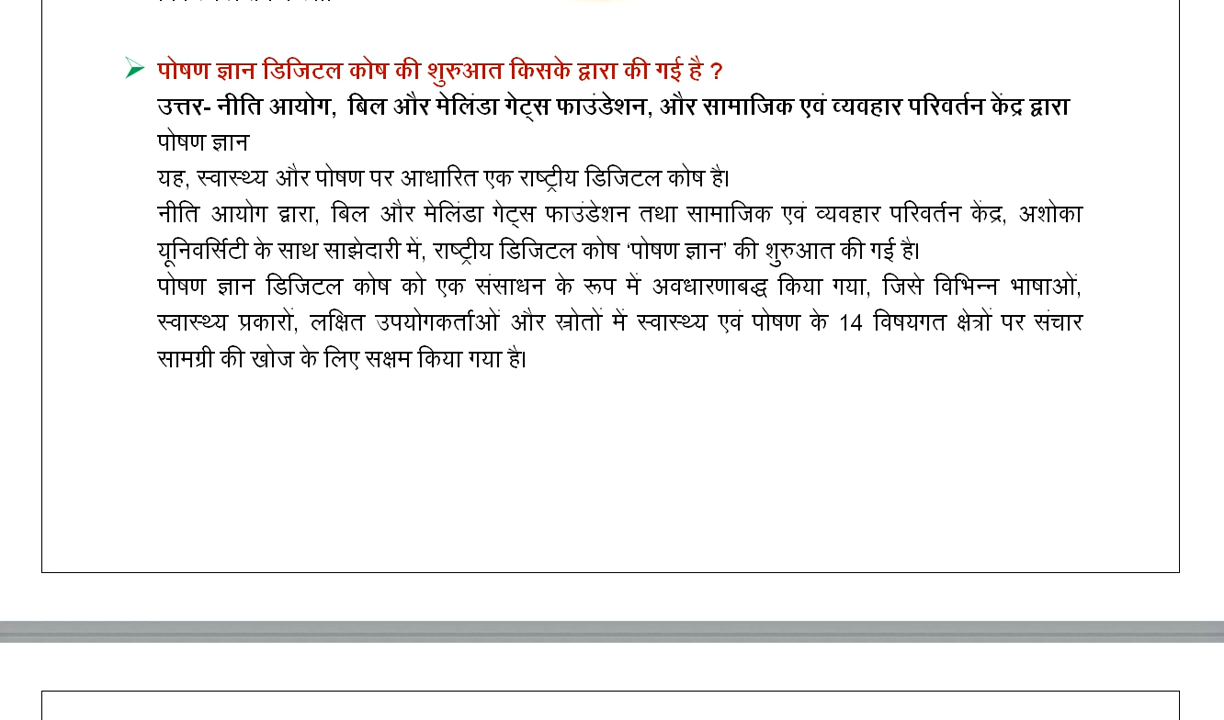 पोषण ज्ञान डिजिटल कोष की शुरुआत किसके द्वारा की गई है ?
उत्तर- नीति आयोग, बिल और मेलिंडा गेट्स फाउंडेशन, और सामाजिक एवं व्यवहार परिवर्तन केंद्र द्वारा
पोषण ज्ञान
यह, स्वास्थ्य और पोषण पर आधारित एक राष्ट्रीय डिजिटल कोष है।
नीति आयोग द्वारा, बिल और मेलिंडा गेट्स फाउंडेशन तथा सामाजिक एवं व्यवहार परिवर्तन केंद्र, अशोका
यूनिवर्सिटी के साथ साझेदारी में, राष्ट्रीय डिजिटल कोष ‘पोषण ज्ञान’ की शुरुआत की गई है।
पोषण ज्ञान डिजिटल कोष को एक संसाधन के रूप में अवधारणाबद्ध किया गया, जिसे विभिन्न भाषाओं,
स्वास्थ्य प्रकारों, लक्षित उपयोगकर्ताओं और स्रोतों में स्वास्थ्य एवं पोषण के 14 विषयगत क्षेत्रों पर संचार
सामग्री की खोज के लिए सक्षम किया गया है।